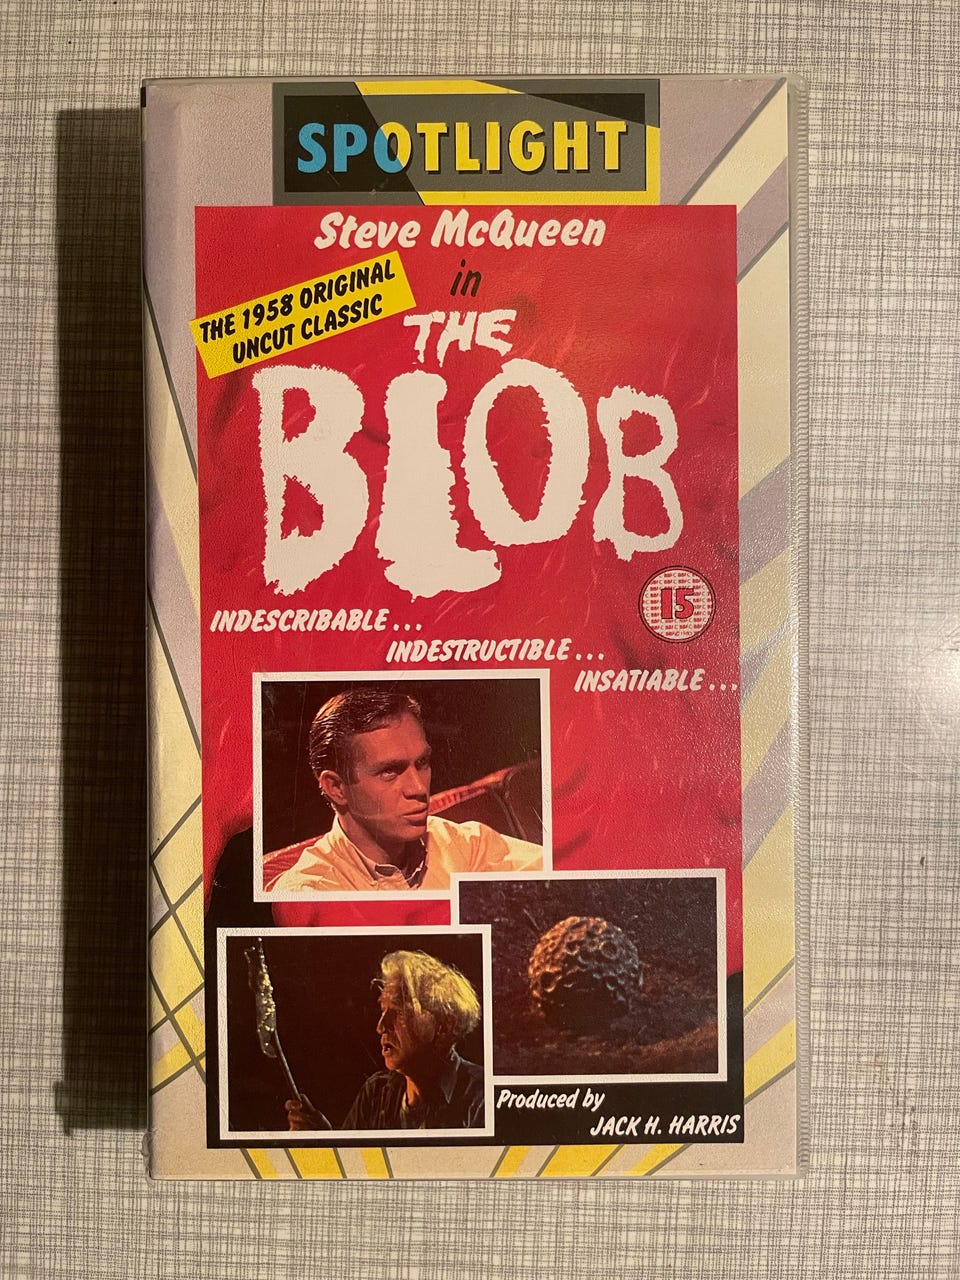 SPOTLIGHT
Steve McQueen
in
THE 1958 ORIGINAL
UNCUT CLASSIC
THE
BLOB
15
INDESCRIBABLE...
INDESTRUCTIBLE...
INSATIABLE...
Produced by
JACK H. HARRIS